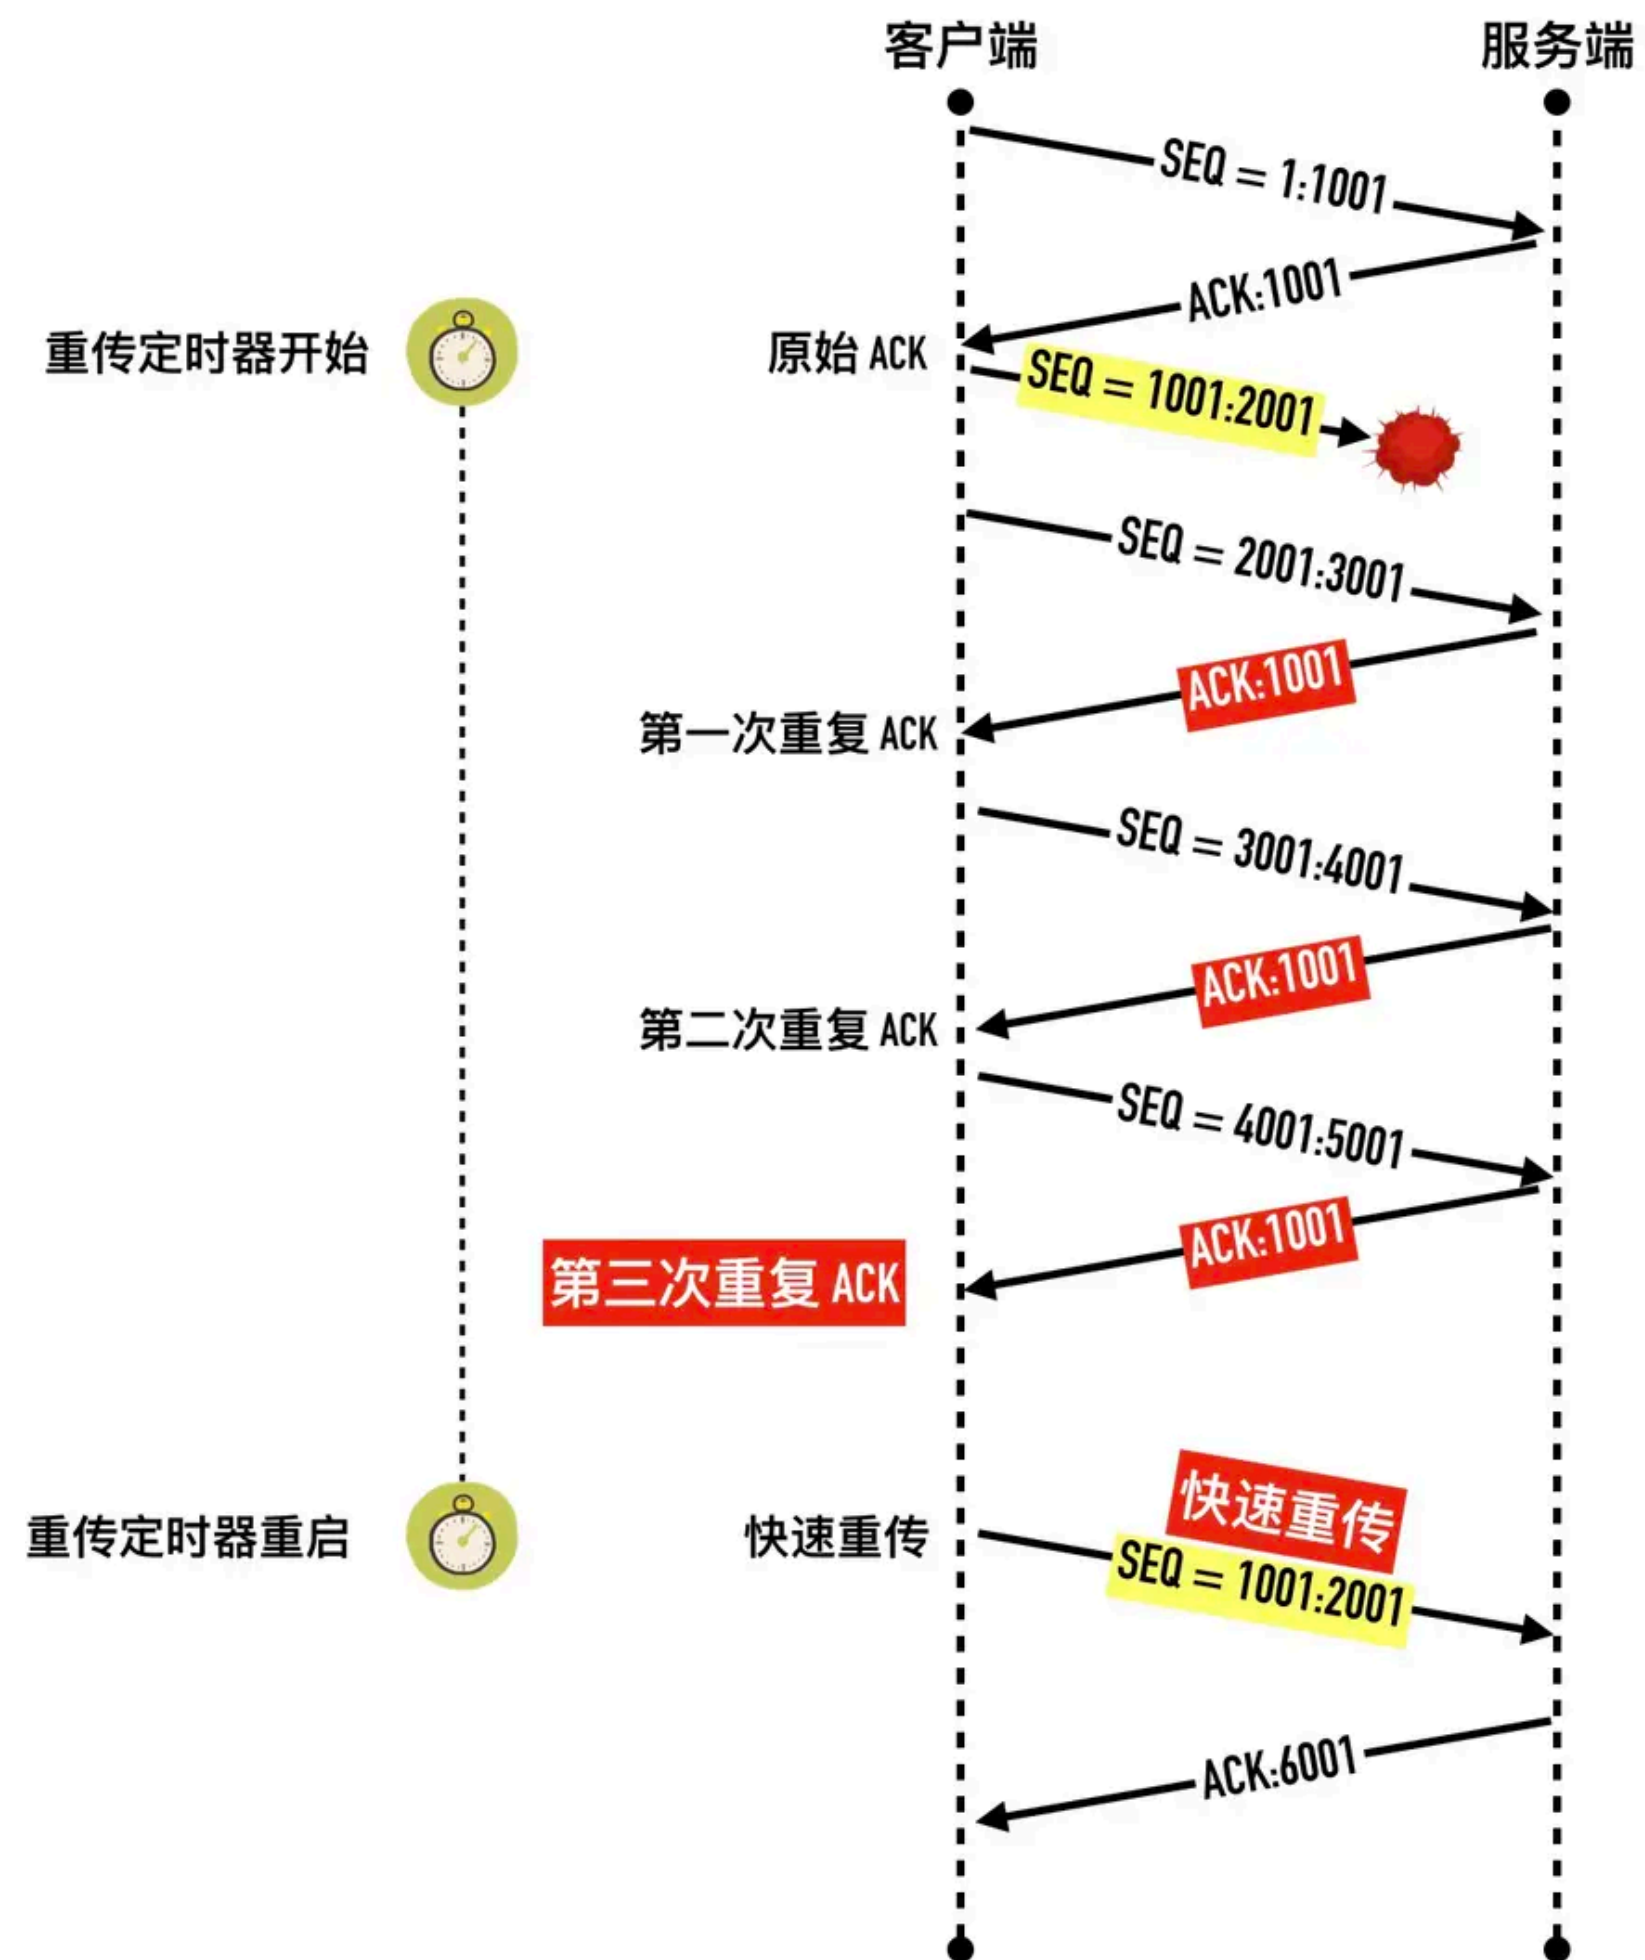 客户端
服务端
SEQ = 1:1001
ACK:1001
重传定时器开始
原始 ACK
SEQ = 1001:2001
SEQ = 2001:3001
ACK:1001
第一次重复 ACK
SEQ = 3001:4001
ACK:1001
第二次重复 ACK
SEQ = 4001:5001
ACK:1001
第三次重复 ACK
快速重传
重传定时器重启
快速重传
SEQ = 1001:2001
ACK:6001